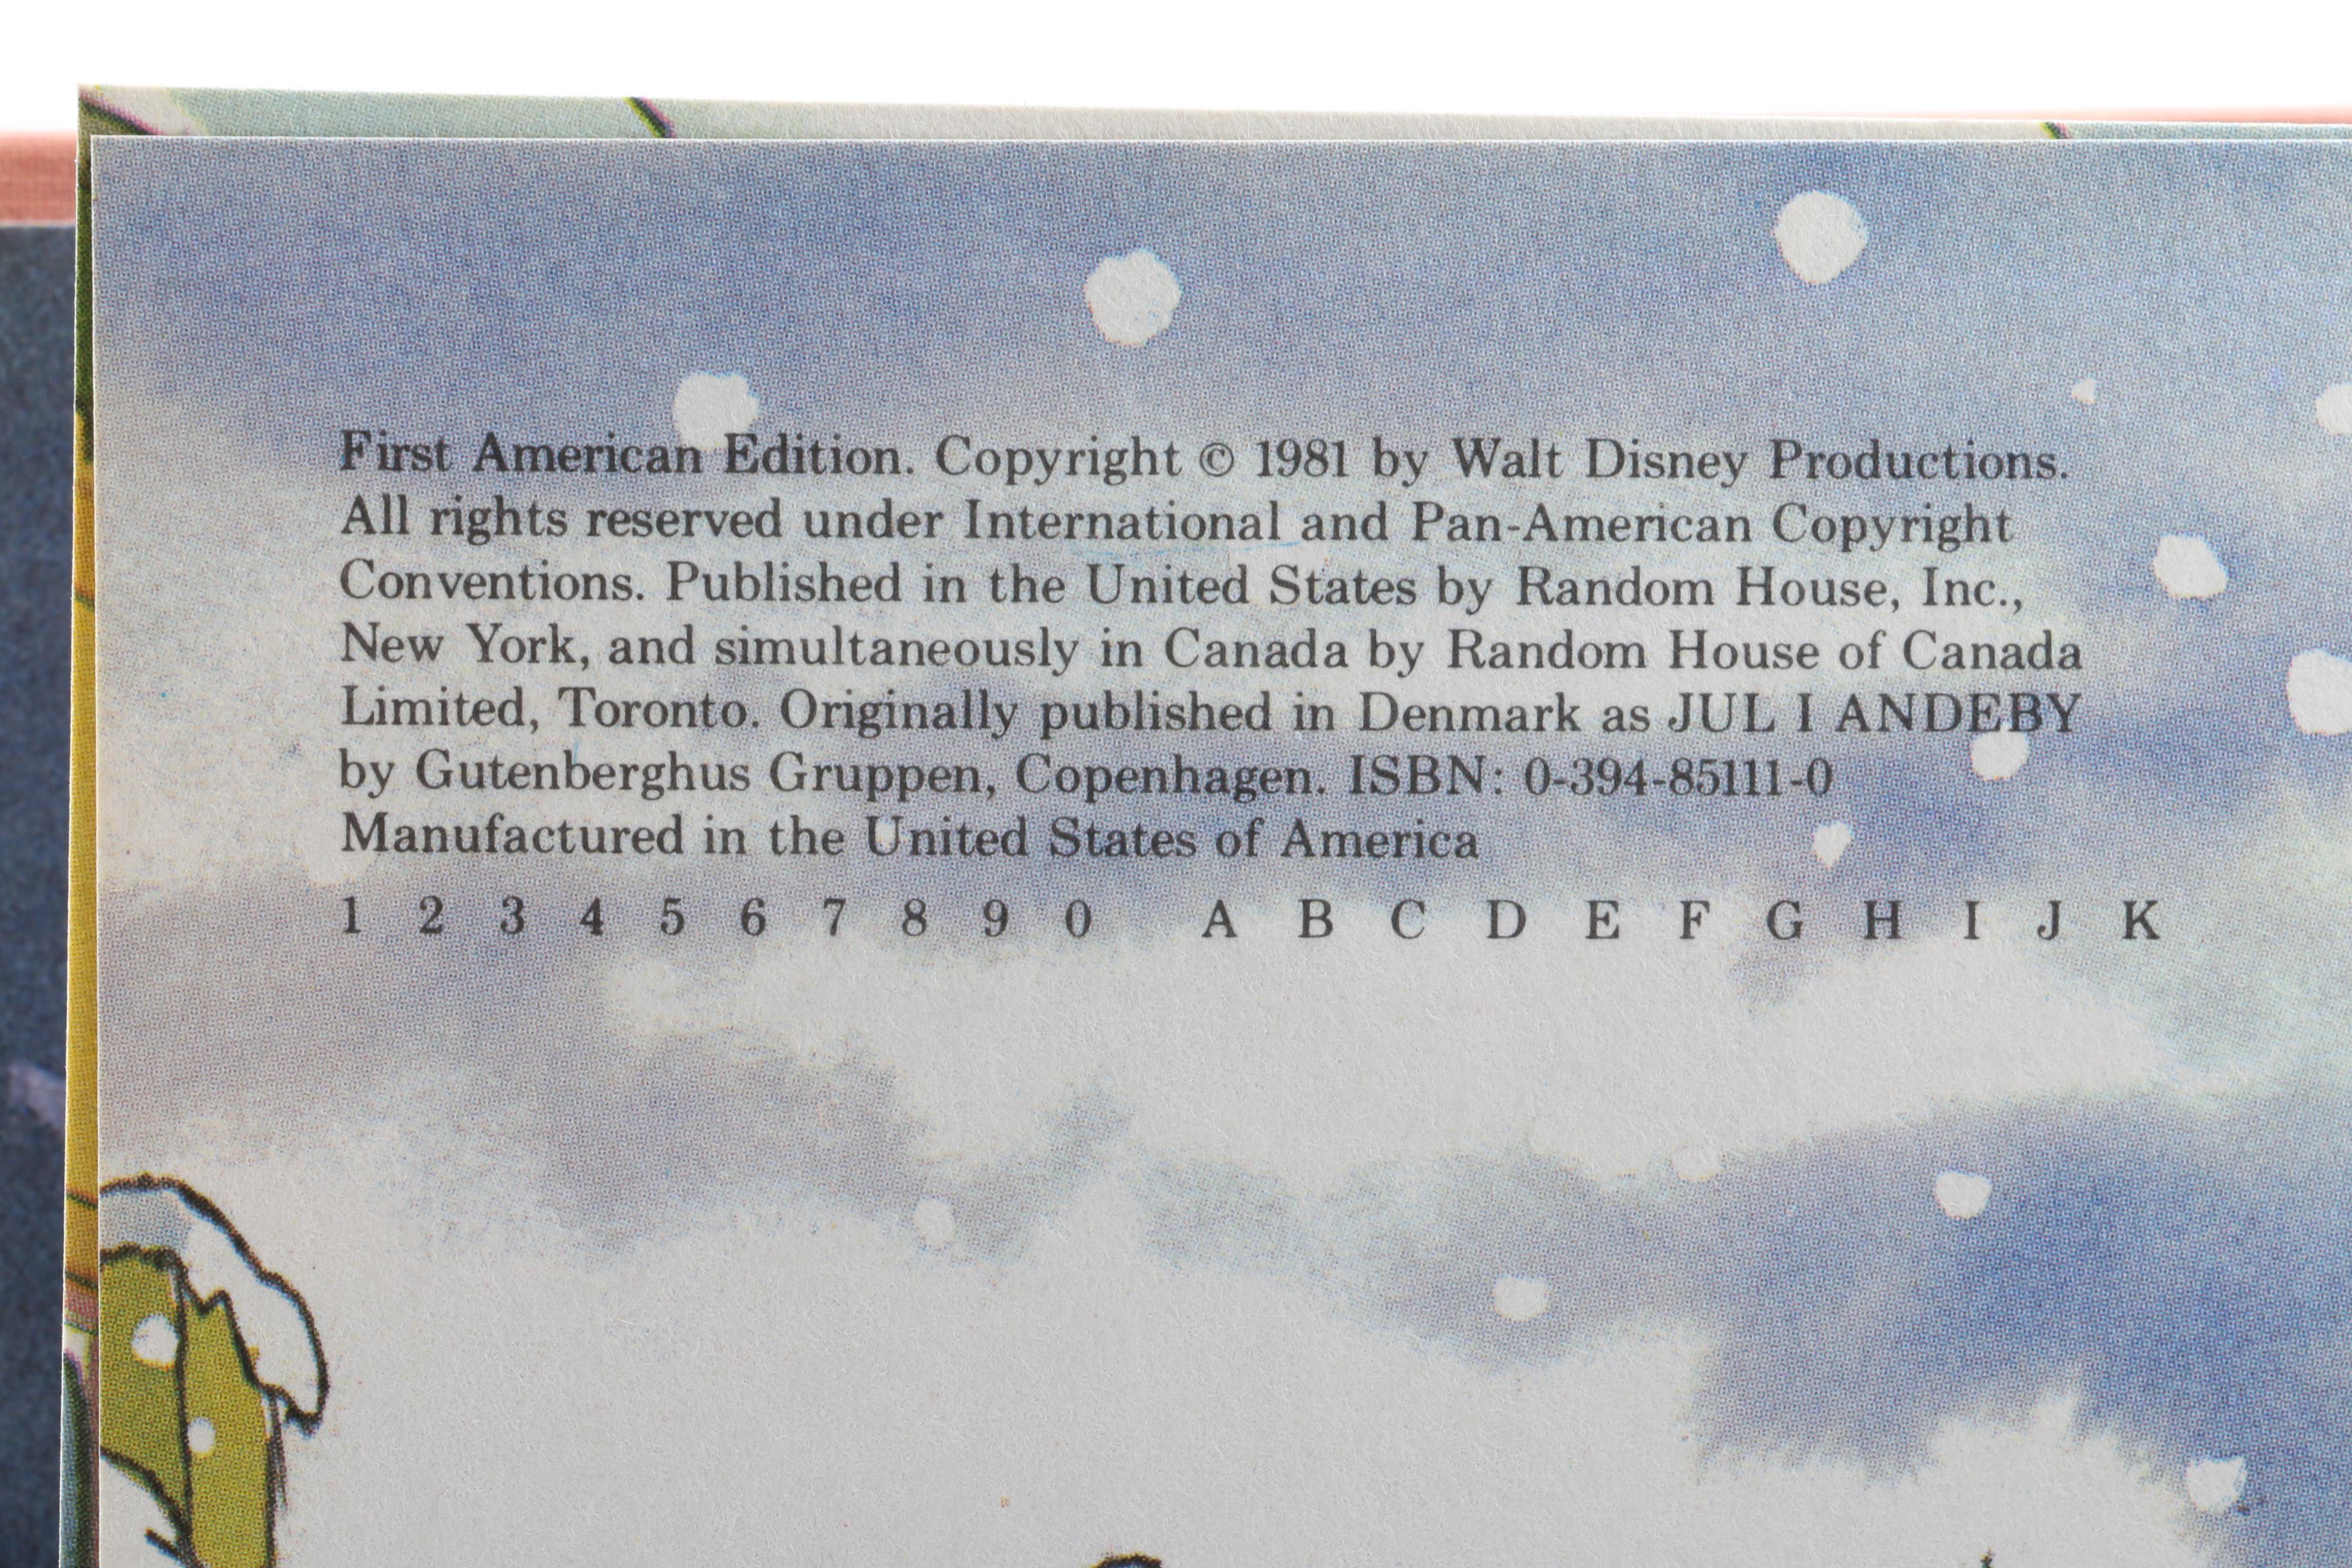 First American Edition. Copyright © 1981 by Walt Disney Productions.
All rights reserved under International and Pan-American Copyright
Conventions. Published in the United States by Random House, Inc.,
New York, and simultaneously in Canada by Random House of Canada
Limited, Toronto. Originally published in Denmark as JUL I ANDEBY
by Gutenberghus Gruppen, Copenhagen. ISBN: 0-394-85111-0
Manufactured in the United States of America
1 2 3 4 5 6 7 8 9 0 A B C D E F G H I J K